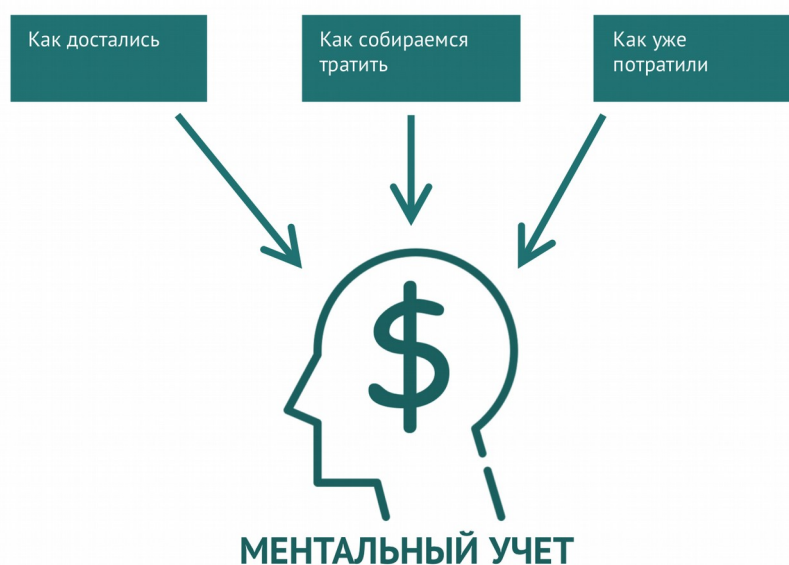 Как достались
Как собираемся
тратить
Как уже
потратили
$
МЕНТАЛЬНЫЙ УЧЕТ